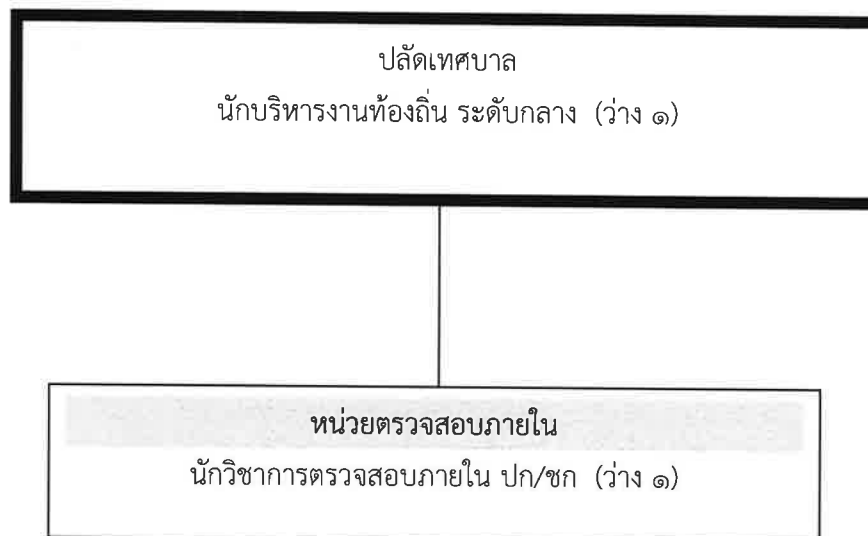 ปลัดเทศบาล
นักบริหารงานท้องถิ่น ระดับกลาง (ว่าง ๑)
หน่วยตรวจสอบภายใน
นักวิชาการตรวจสอบภายใน ปก/ชก (ว่าง ๑)